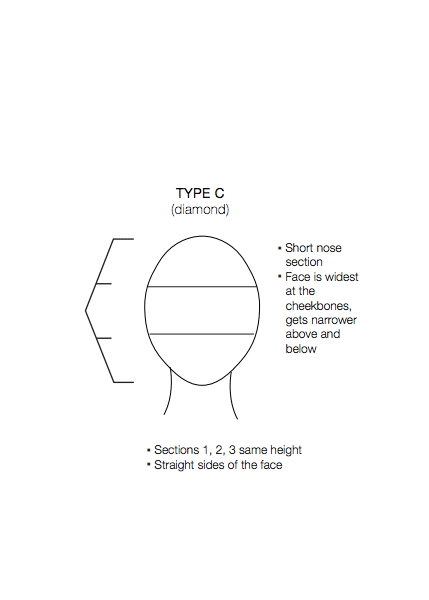 TYPE C
(diamond)
• Short nose
section
• Face is widest
at the
cheekbones,
gets narrower
above and
below
• Sections 1, 2, 3 same height
• Straight sides of the face